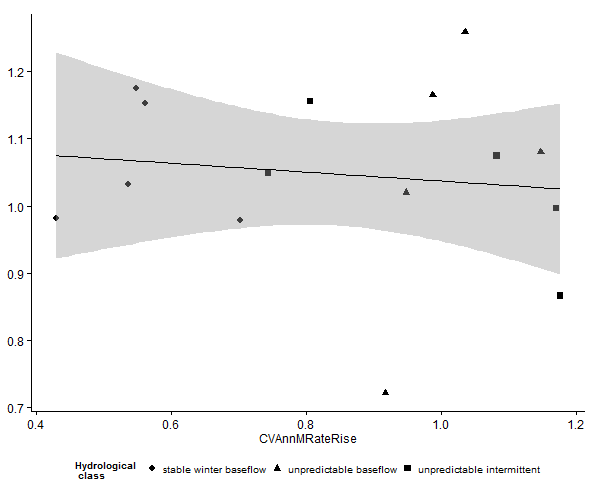 1.2
1.1
1.0
0.9
0.8
0.7
0.4 0.6 0.8 1.0 1.2
CVAnnMRateRise
Hydrological
class
stable winter baseflow unpredictable baseflow unpredictable intermittent